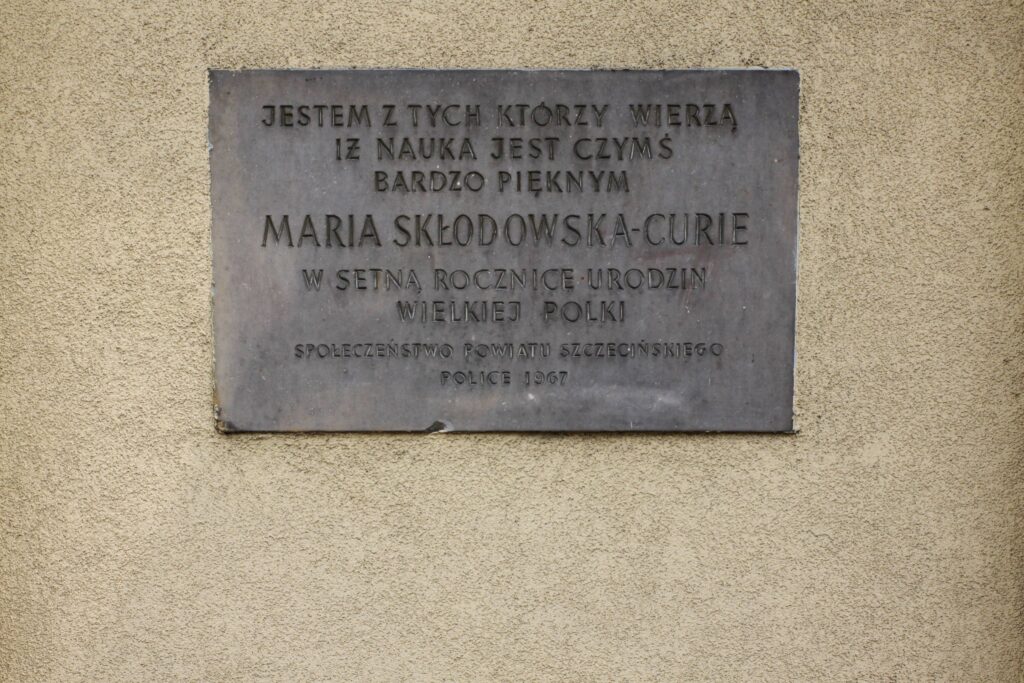 JESTEM Z TYCH KTÓRZY WIERZĄ
IŻ NAUKA JEST CZYMŚ
BARDZO PIĘKNYM
MARIA SKŁODOWSKA-CURIE
W SETNĄ ROCZNICĘ URODZIN
WIELKIEJ POLKI
SPOŁECZEŃSTWO POWIATU SZCZECIŃSKIEGO
POLICE 1967